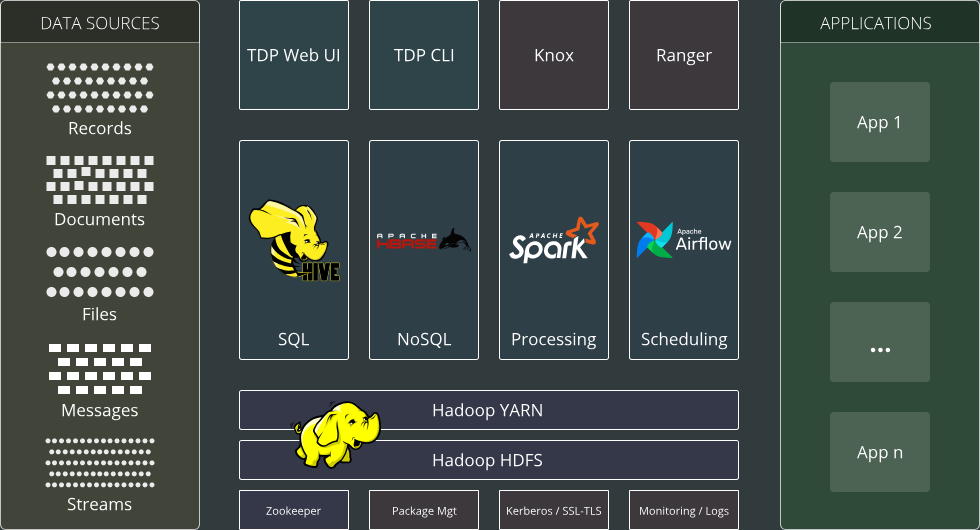 DATA SOURCES
Records
Documents
Files
Messages
Streams
TDP Web UI
TDP CLI
Knox
Ranger
HIVE
SQL
APACHE
HBASE
NoSQL
APACHE
Spark
Processing
Apache
Airflow
Scheduling
Hadoop YARN
Hadoop HDFS
Zookeeper
Package Mgt
Kerberos / SSL-TLS
Monitoring / Logs
APPLICATIONS
App 1
App 2
...
App n